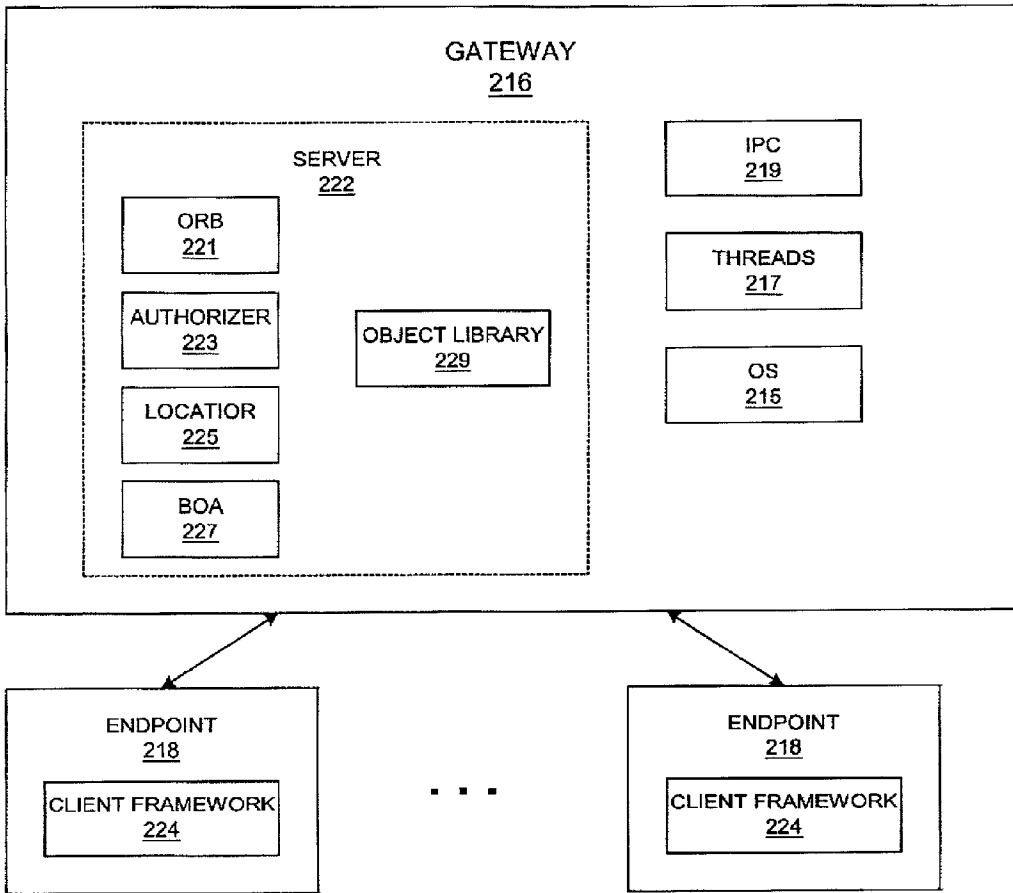 GATEWAY
216
SERVER
222
ORB
221
AUTHORIZER
223
LOCATIOR
225
BOA
227
OBJECT LIBRARY
229
IPC
219
THREADS
217
OS
215
ENDPOINT
218
CLIENT FRAMEWORK
224
. . .
ENDPOINT
218
CLIENT FRAMEWORK
224